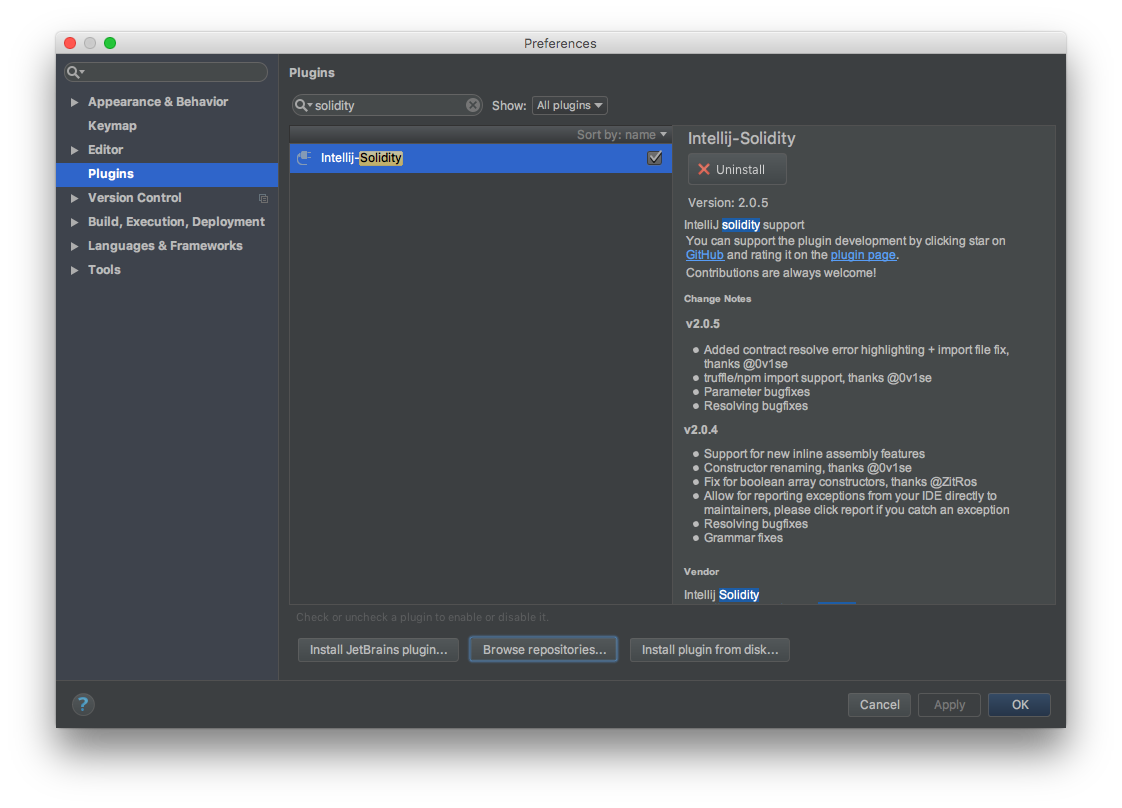 Preferences
Appearance & Behavior
Keymap
Editor
Plugins
Version Control
Build, Execution, Deployment
Languages & Frameworks
Tools
Plugins
solidity
Show: All plugins
Sort by: name
Intellij-Solidity
Intellij-Solidity
Uninstall
Version: 2.0.5
IntelliJ solidity support
You can support the plugin development by clicking star on
GitHub and rating it on the plugin page.
Contributions are always welcome!
Change Notes
v2.0.5
Added contract resolve error highlighting + import file fix,
thanks @0v1se
truffle/npm import support, thanks @0v1se
Parameter bugfixes
Resolving bugfixes
v2.0.4
Support for new inline assembly features
Constructor renaming, thanks @0v1se
Fix for boolean array constructors, thanks @ZitRos
Allow for reporting exceptions from your IDE directly to
maintainers, please click report if you catch an exception
Resolving bugfixes
Grammar fixes
Vendor
Intellij Solidity
Check or uncheck a plugin to enable or disable it.
Install JetBrains plugin...
Browse repositories...
Install plugin from disk...
?
Cancel
Apply
OK